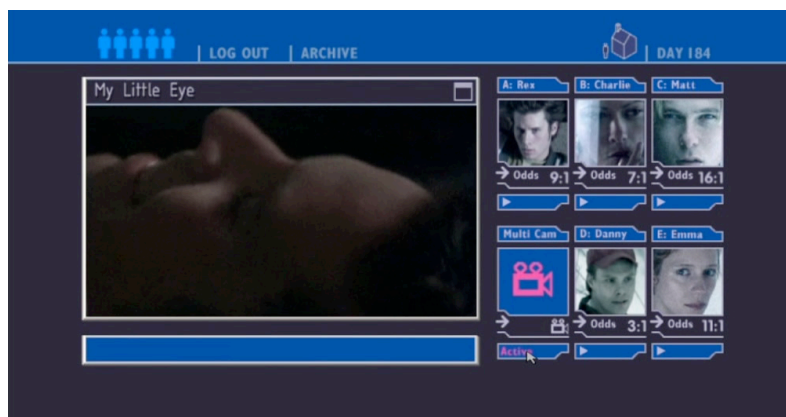 | LOG OUT | ARCHIVE
| DAY 184
My Little Eye
A: Rex
B: Charlie
C: Matt
Odds 9:1
Odds 7:1
Odds 16:1
Multi Cam
D: Danny
E: Emma
Odds 3:1
Odds 11:1
Active